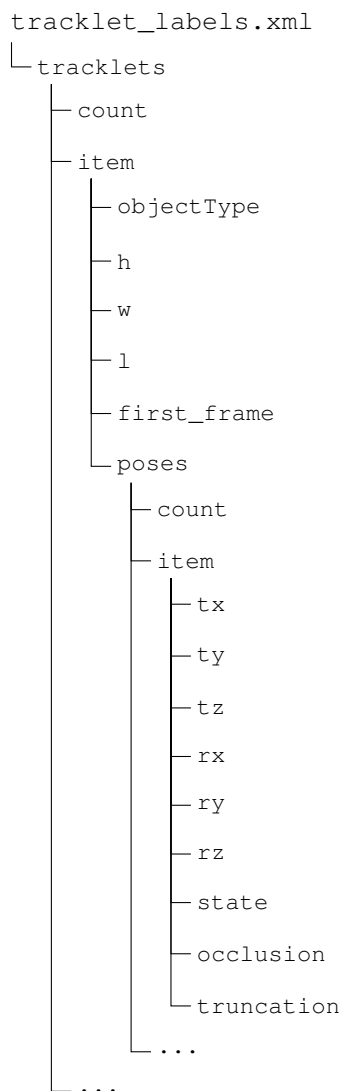 tracklet_labels.xml
tracklets
count
item
objectType
h
w
l
first_frame
poses
count
item
tx
ty
tz
rx
ry
rz
state
occlusion
truncation
...
...